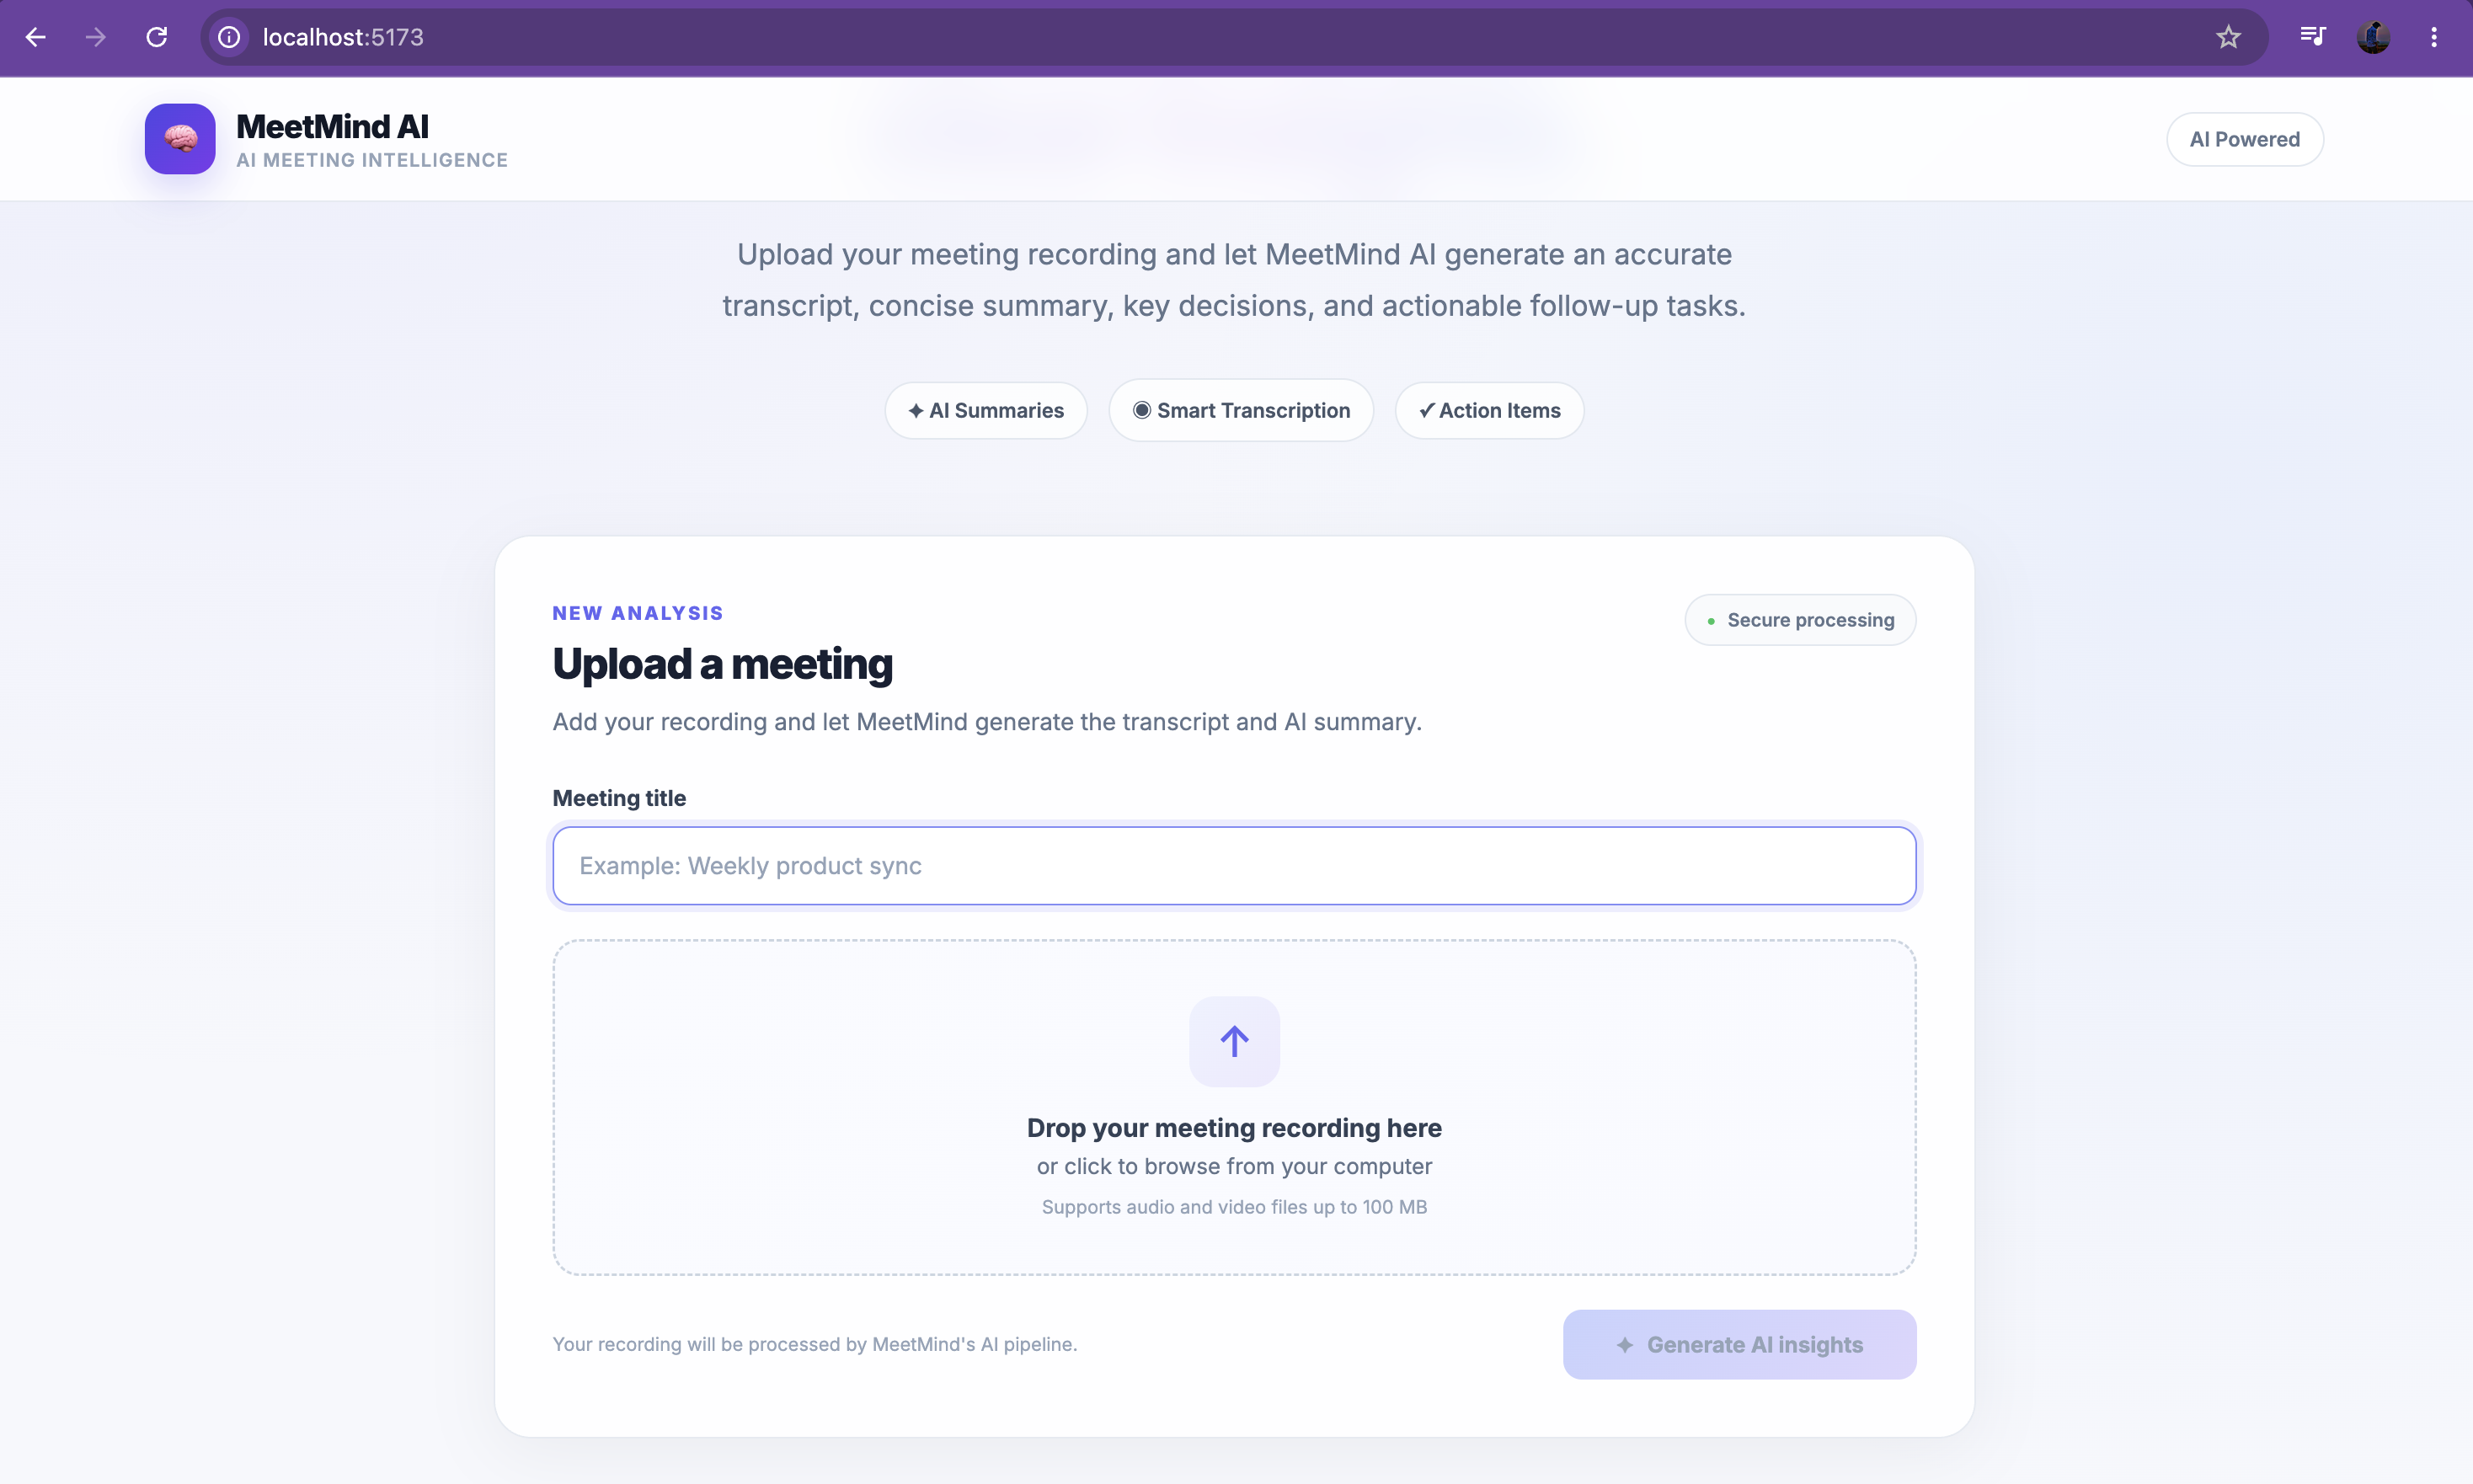 localhost:5173
MeetMind AI
AI MEETING INTELLIGENCE
AI Powered
Upload your meeting recording and let MeetMind AI generate an accurate
transcript, concise summary, key decisions, and actionable follow-up tasks.
✦ AI Summaries
◉ Smart Transcription
✓ Action Items
NEW ANALYSIS
Secure processing
Upload a meeting
Add your recording and let MeetMind generate the transcript and AI summary.
Meeting title
Example: Weekly product sync
Drop your meeting recording here
or click to browse from your computer
Supports audio and video files up to 100 MB
Your recording will be processed by MeetMind's AI pipeline.
✦ Generate AI insights